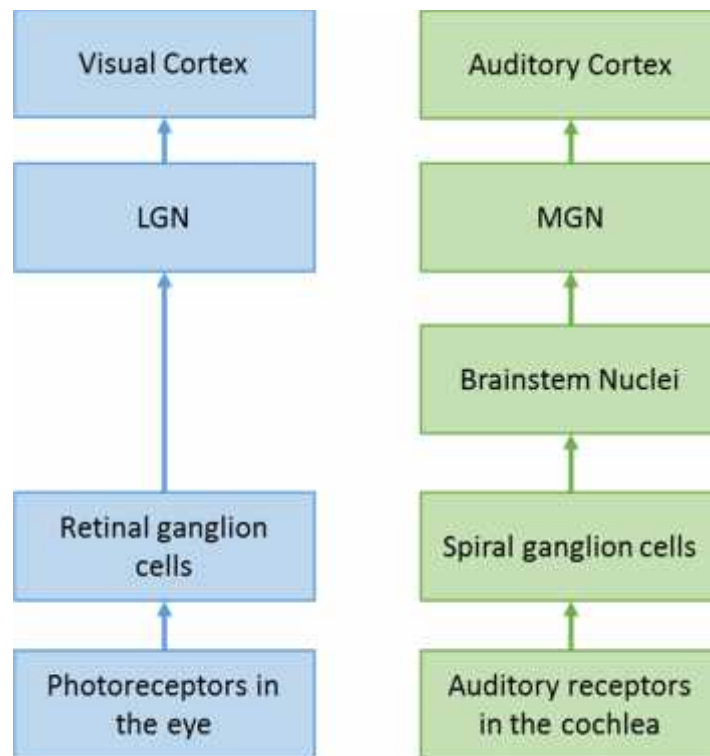 Visual Cortex
LGN
Retinal ganglion
cells
Photoreceptors in
the eye
Auditory Cortex
MGN
Brainstem Nuclei
Spiral ganglion cells
Auditory receptors
in the cochlea